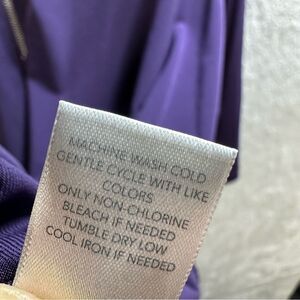 MACHINE WASH COLD
GENTLE CYCLE WITH LIKE
COLORS
ONLY NON-CHLORINE
BLEACH IF NEEDED
TUMBLE DRY LOW
COOL IRON IF NEEDED